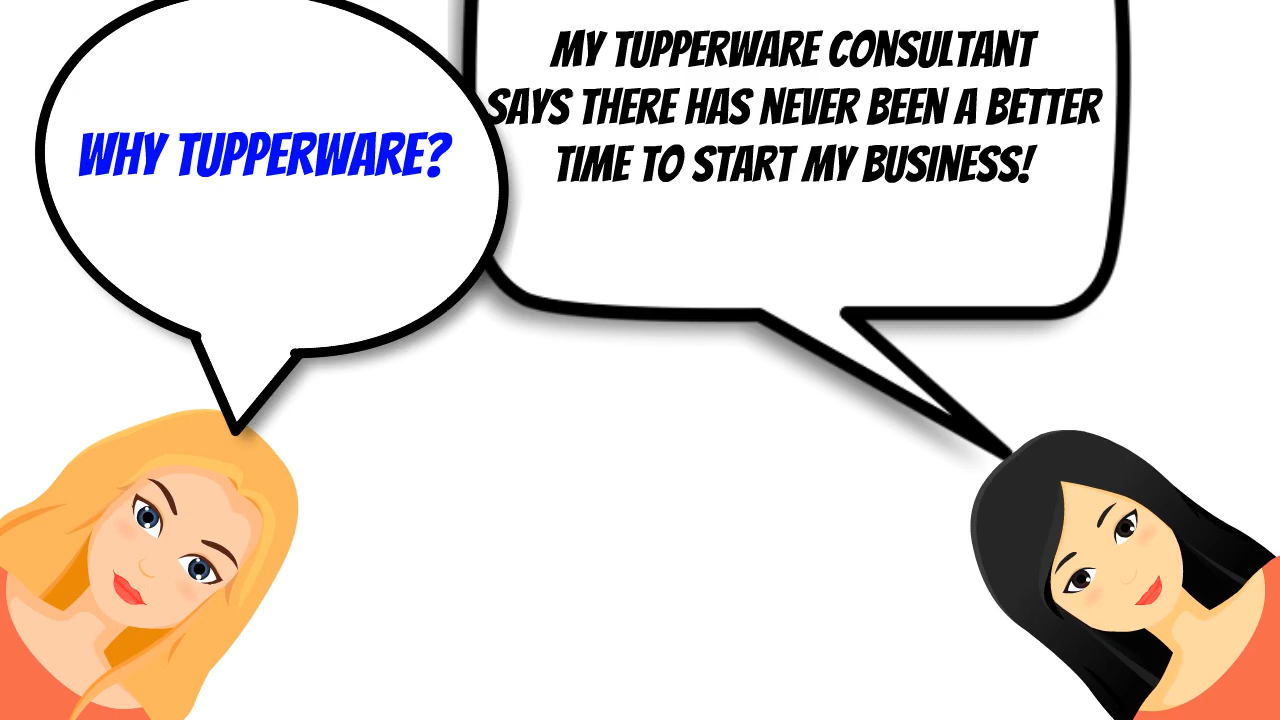 WHY TUPPERWARE?
MY TUPPERWARE CONSULTANT
SAYS THERE HAS NEVER BEEN A BETTER
TIME TO START MY BUSINESS!